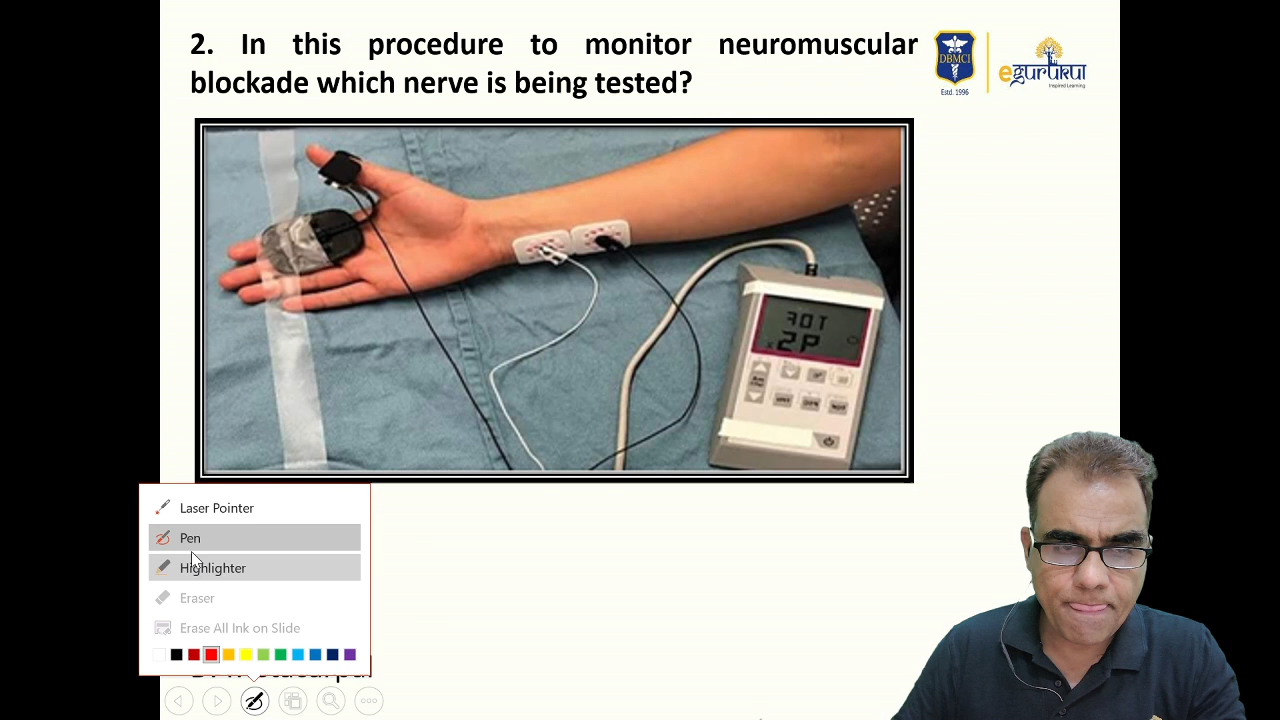 2. In this procedure to monitor neuromuscular
blockade which nerve is being tested?
DBMCI
Estd. 1996
egurukul
Inspired Learning
TOF
Laser Pointer
Pen
Highlighter
Eraser
Erase All Ink on Slide